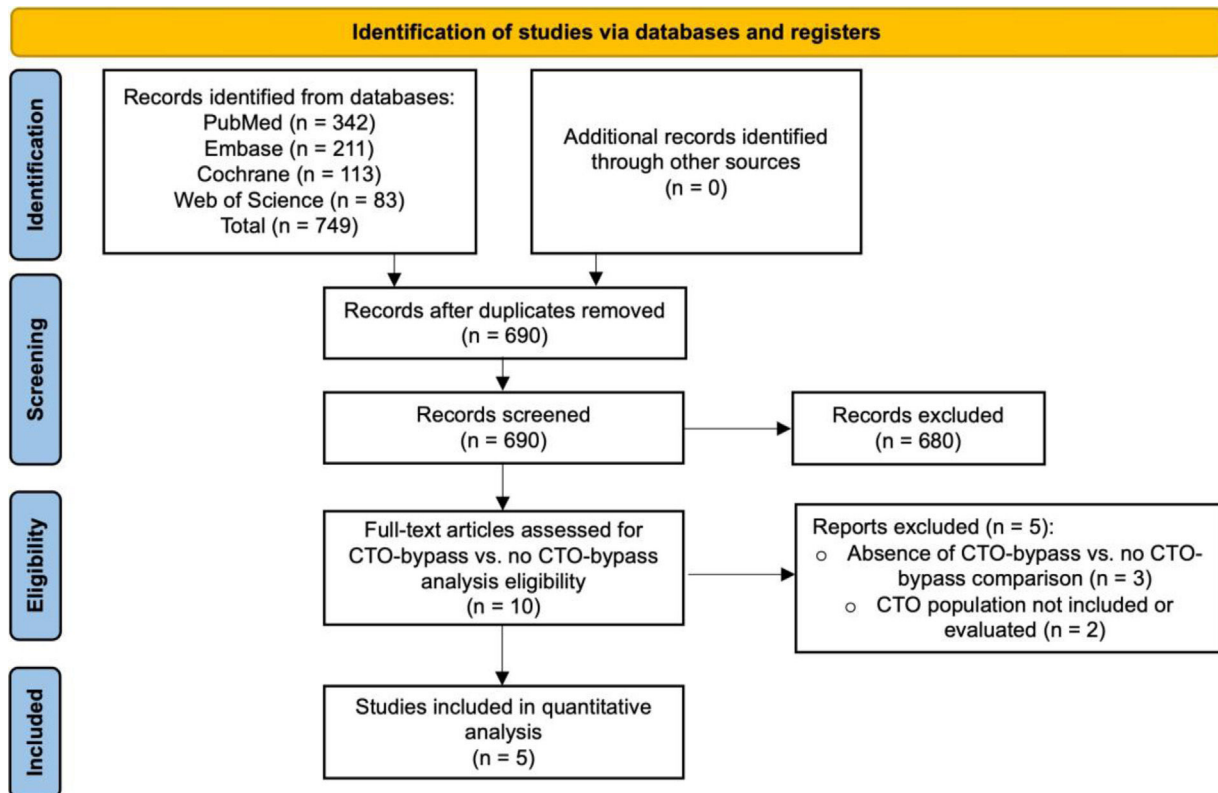 Identification of studies via databases and registers
Identification
Records identified from databases:
PubMed (n = 342)
Embase (n = 211)
Cochrane (n = 113)
Web of Science (n = 83)
Total (n = 749)
Additional records identified
through other sources
(n = 0)
Screening
Records after duplicates removed
(n = 690)
Records screened
(n = 690)
Records excluded
(n = 680)
Eligibility
Full-text articles assessed for
CTO-bypass vs. no CTO-bypass
analysis eligibility
(n = 10)
Reports excluded (n = 5):
o Absence of CTO-bypass vs. no CTO-
bypass comparison (n = 3)
o CTO population not included or
evaluated (n = 2)
Included
Studies included in quantitative
analysis
(n = 5)